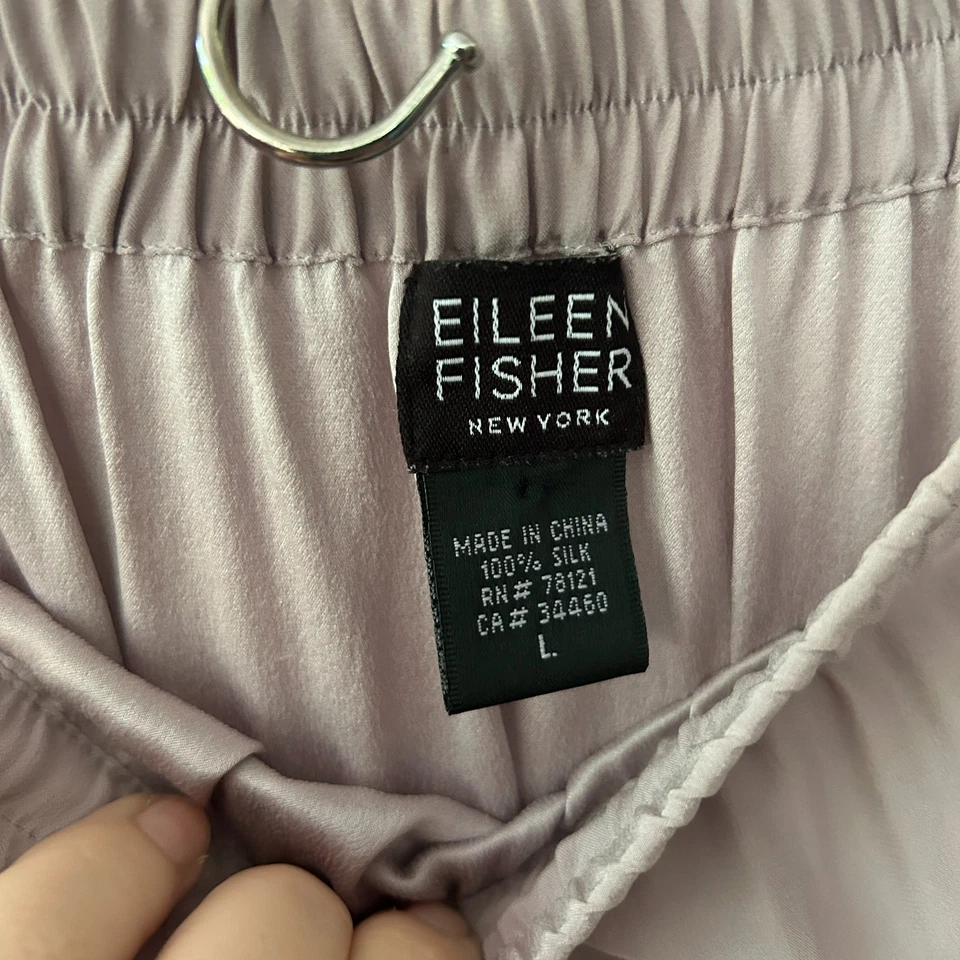 EILEEN
FISHER
NEW YORK
MADE IN CHINA
100% SILK
RN# 78121
CA# 34460
L